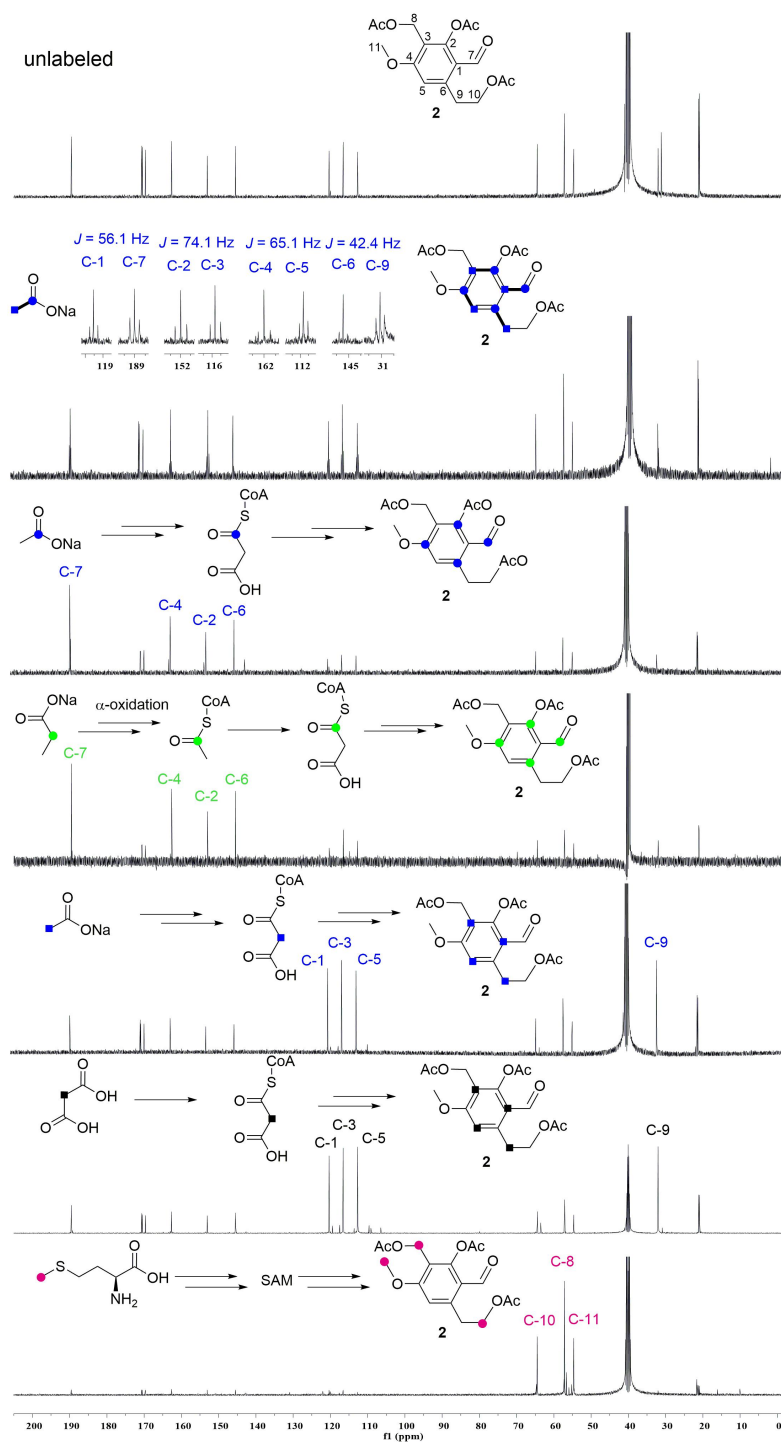 8
AcO
OAc
11
3
2
7
O
unlabeled
O
4
1
5
6
OAc
9
10
2
J = 56.1 Hz
J = 74.1 Hz
J = 65.1 Hz
J = 42.4 Hz
C-1
C-7
C-2
C-3
C-4
C-5
C-6
C-9
O
ONa
AcO
OAc
O
O
OAc
2
119
189
152
116
162
112
145
31
O
ONa
CoA
S
O
O
OH
AcO
AcO
O
O
AcO
2
C-7
C-4
C-2
C-6
ONa
O
α-oxidation
CoA
S
O
CoA
S
O
O
OH
AcO
OAc
O
O
OAc
2
C-7
C-4
C-2
C-6
O
ONa
CoA
S
O
O
OH
AcO
OAc
O
O
OAc
2
C-1
C-3
C-5
C-9
O
OH
O
OH
CoA
S
O
O
OH
AcO
OAc
O
O
OAc
2
C-1
C-3
C-5
C-9
S
O
OH
NH2
SAM
AcO
OAc
O
O
OAc
2
C-8
C-10
C-11
200 190 180 170 160 150 140 130 120 110 100 90 80 70 60 50 40 30 20 10 0
f1 (ppm)